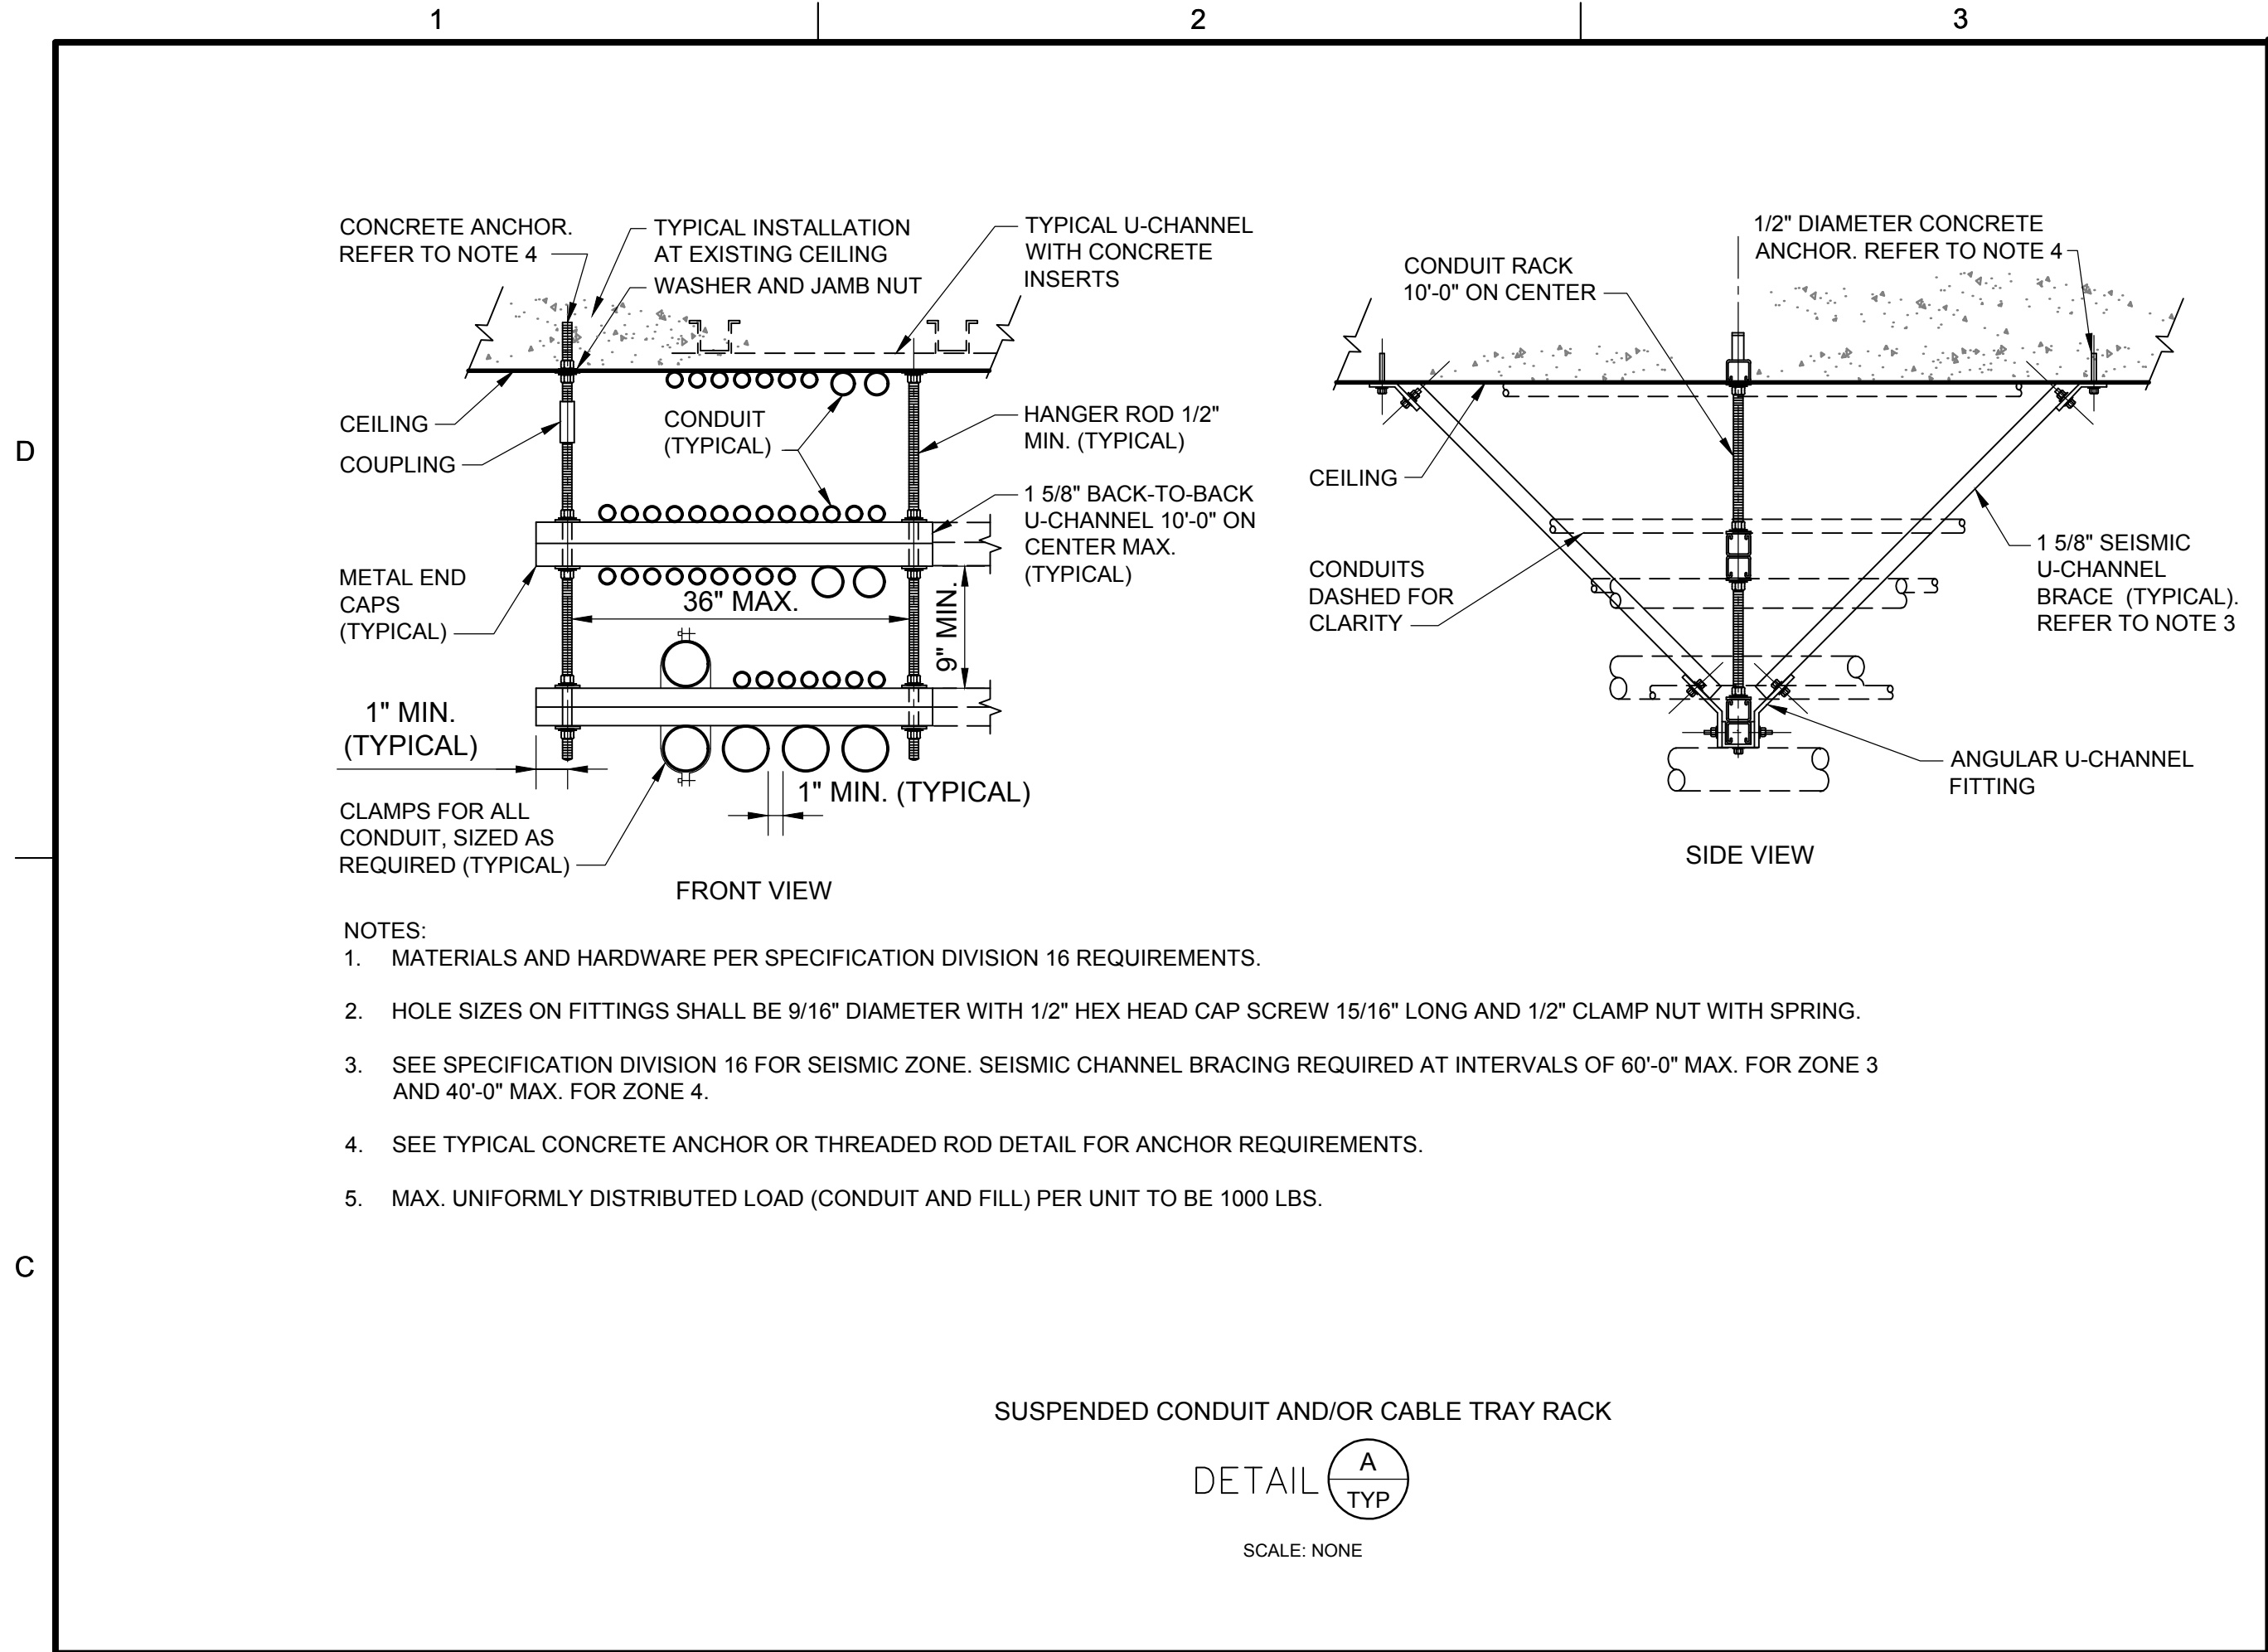 1
2
3
D
C
CONCRETE ANCHOR.
REFER TO NOTE 4
TYPICAL INSTALLATION
AT EXISTING CEILING
WASHER AND JAMB NUT
TYPICAL U-CHANNEL
WITH CONCRETE
INSERTS
CEILING
COUPLING
CONDUIT
(TYPICAL)
HANGER ROD 1/2"
MIN. (TYPICAL)
1 5/8" BACK-TO-BACK
U-CHANNEL 10'-0" ON
CENTER MAX.
(TYPICAL)
METAL END
CAPS
(TYPICAL)
36" MAX.
9" MIN.
1" MIN.
(TYPICAL)
1" MIN. (TYPICAL)
CLAMPS FOR ALL
CONDUIT, SIZED AS
REQUIRED (TYPICAL)
FRONT VIEW
1/2" DIAMETER CONCRETE
ANCHOR. REFER TO NOTE 4
CONDUIT RACK
10'-0" ON CENTER
CEILING
CONDUITS
DASHED FOR
CLARITY
1 5/8" SEISMIC
U-CHANNEL
BRACE (TYPICAL).
REFER TO NOTE 3
ANGULAR U-CHANNEL
FITTING
SIDE VIEW
NOTES:
1. MATERIALS AND HARDWARE PER SPECIFICATION DIVISION 16 REQUIREMENTS.
2. HOLE SIZES ON FITTINGS SHALL BE 9/16" DIAMETER WITH 1/2" HEX HEAD CAP SCREW 15/16" LONG AND 1/2" CLAMP NUT WITH SPRING.
3. SEE SPECIFICATION DIVISION 16 FOR SEISMIC ZONE. SEISMIC CHANNEL BRACING REQUIRED AT INTERVALS OF 60'-0" MAX. FOR ZONE 3
AND 40'-0" MAX. FOR ZONE 4.
4. SEE TYPICAL CONCRETE ANCHOR OR THREADED ROD DETAIL FOR ANCHOR REQUIREMENTS.
5. MAX. UNIFORMLY DISTRIBUTED LOAD (CONDUIT AND FILL) PER UNIT TO BE 1000 LBS.
SUSPENDED CONDUIT AND/OR CABLE TRAY RACK
DETAIL
A
TYP
SCALE: NONE